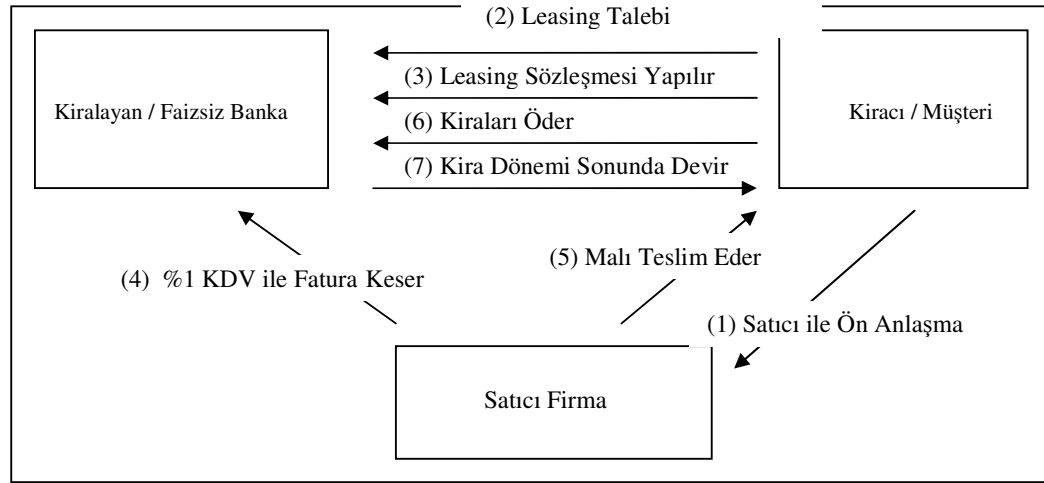 (2) Leasing Talebi
Kiralayan / Faizsiz Banka
(3) Leasing Sözleşmesi Yapılır
Kiracı / Müşteri
(6) Kiraları Öder
(7) Kira Dönemi Sonunda Devir
(4) %1 KDV ile Fatura Keser
(5) Malı Teslim Eder
(1) Satıcı ile Ön Anlaşma
Satıcı Firma